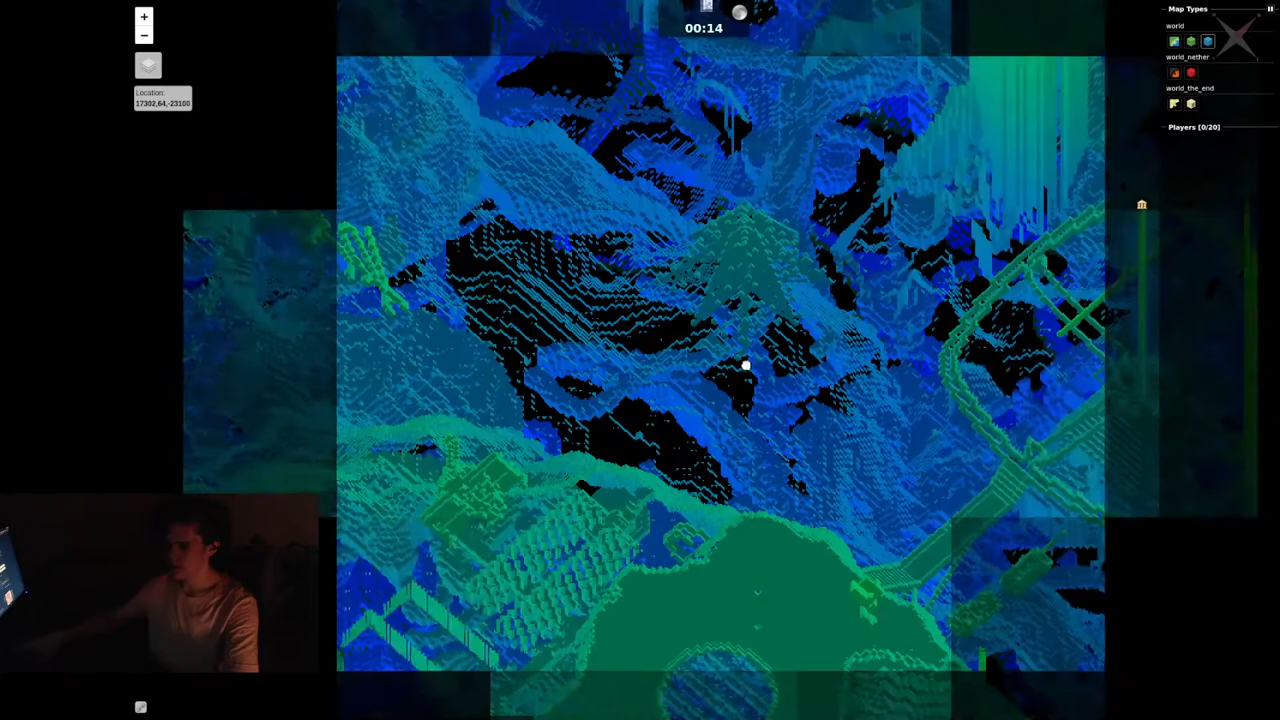 +
00:14
Map Types
world
−
world_nether
world_the_end
Location:
17302,64,-23100
Players [0/20]